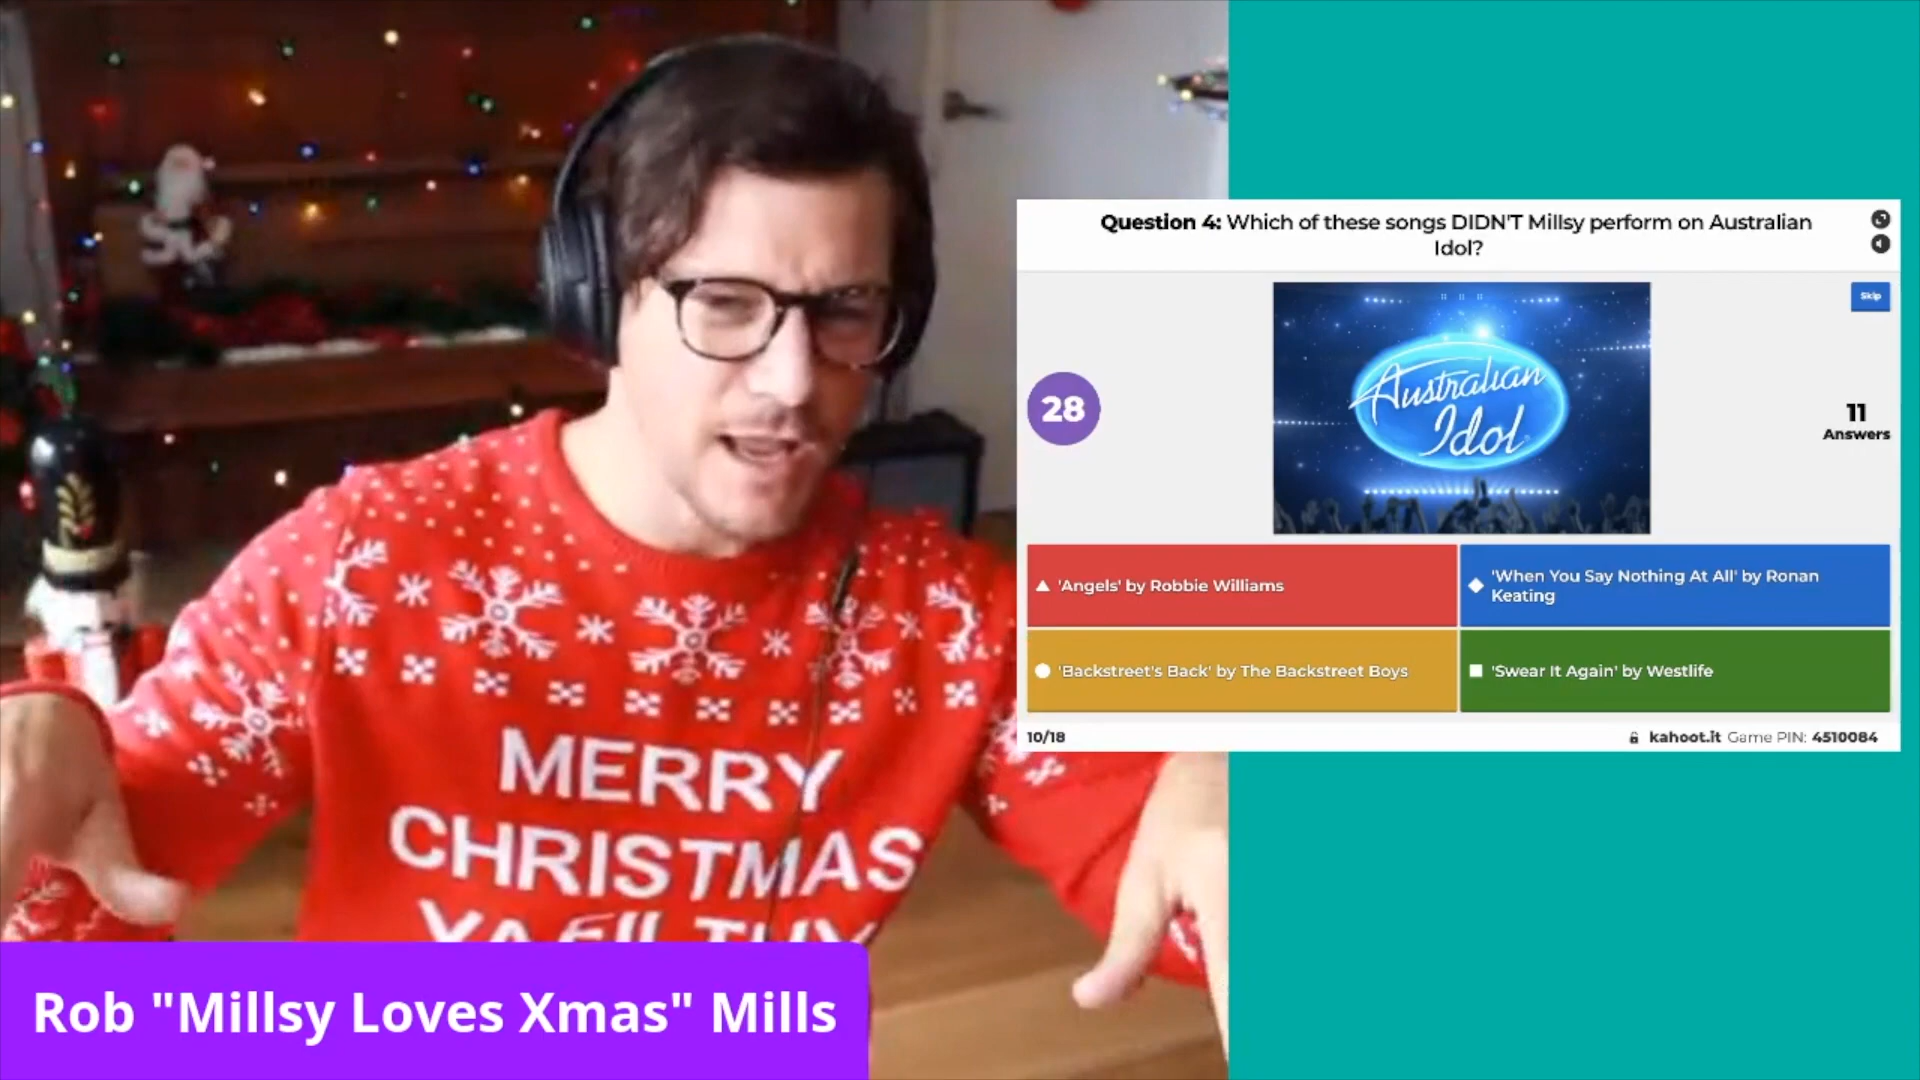 Question 4: Which of these songs DIDN'T Millsy perform on Australian
Idol?
Skip
28
Australian
Idol
11
Answers
'Angels' by Robbie Williams
'When You Say Nothing At All' by Ronan
Keating
'Backstreet's Back' by The Backstreet Boys
'Swear It Again' by Westlife
10/18
kahoot.it Game PIN: 4510084
MERRY
CHRISTMAS
Rob "Millsy Loves Xmas" Mills